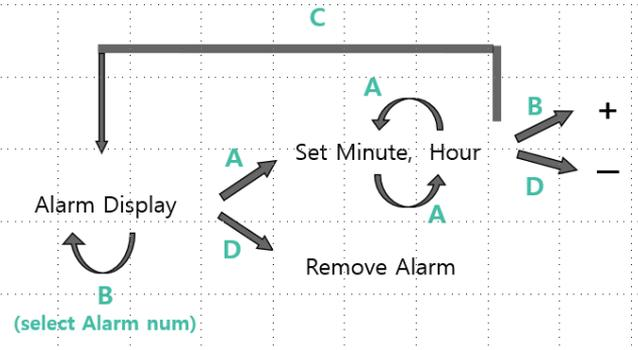 C
A
B
+
A
Set Minute, Hour
D
−
Alarm Display
A
D
Remove Alarm
B
(select Alarm num)